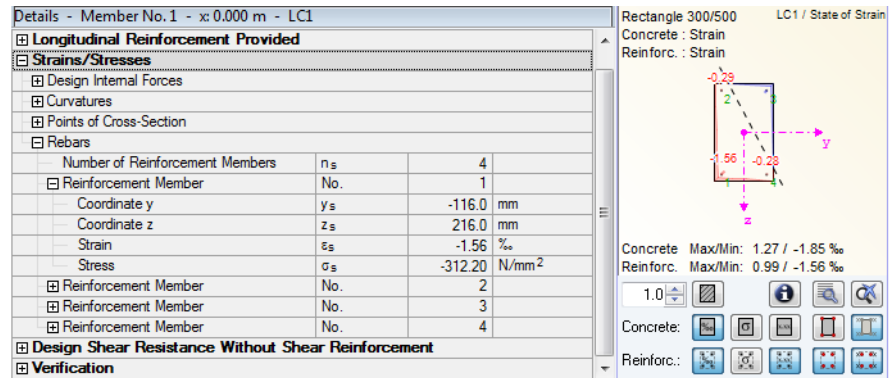 Details - Member No. 1 - x: 0.000 m - LC1
Longitudinal Reinforcement Provided
Strains/Stresses
Design Internal Forces
Curvatures
Points of Cross-Section
Rebars
Number of Reinforcement Members ns 4
Reinforcement Member No. 1
Coordinate y ys -116.0 mm
Coordinate z zs 216.0 mm
Strain εs -1.56 ‰
Stress σs -312.20 N/mm²
Reinforcement Member No. 2
Reinforcement Member No. 3
Reinforcement Member No. 4
Design Shear Resistance Without Shear Reinforcement
Verification
Rectangle 300/500 LC1 / State of Strain
Concrete : Strain
Reinforc. : Strain
-0.29
2 3
y
-1.56 -0.28
1 4
z
Concrete Max/Min: 1.27 / -1.85 ‰
Reinforc. Max/Min: 0.99 / -1.56 ‰
1.0
Concrete: ‰ σ x.xx
Reinforc.: ‰ σ x.xx